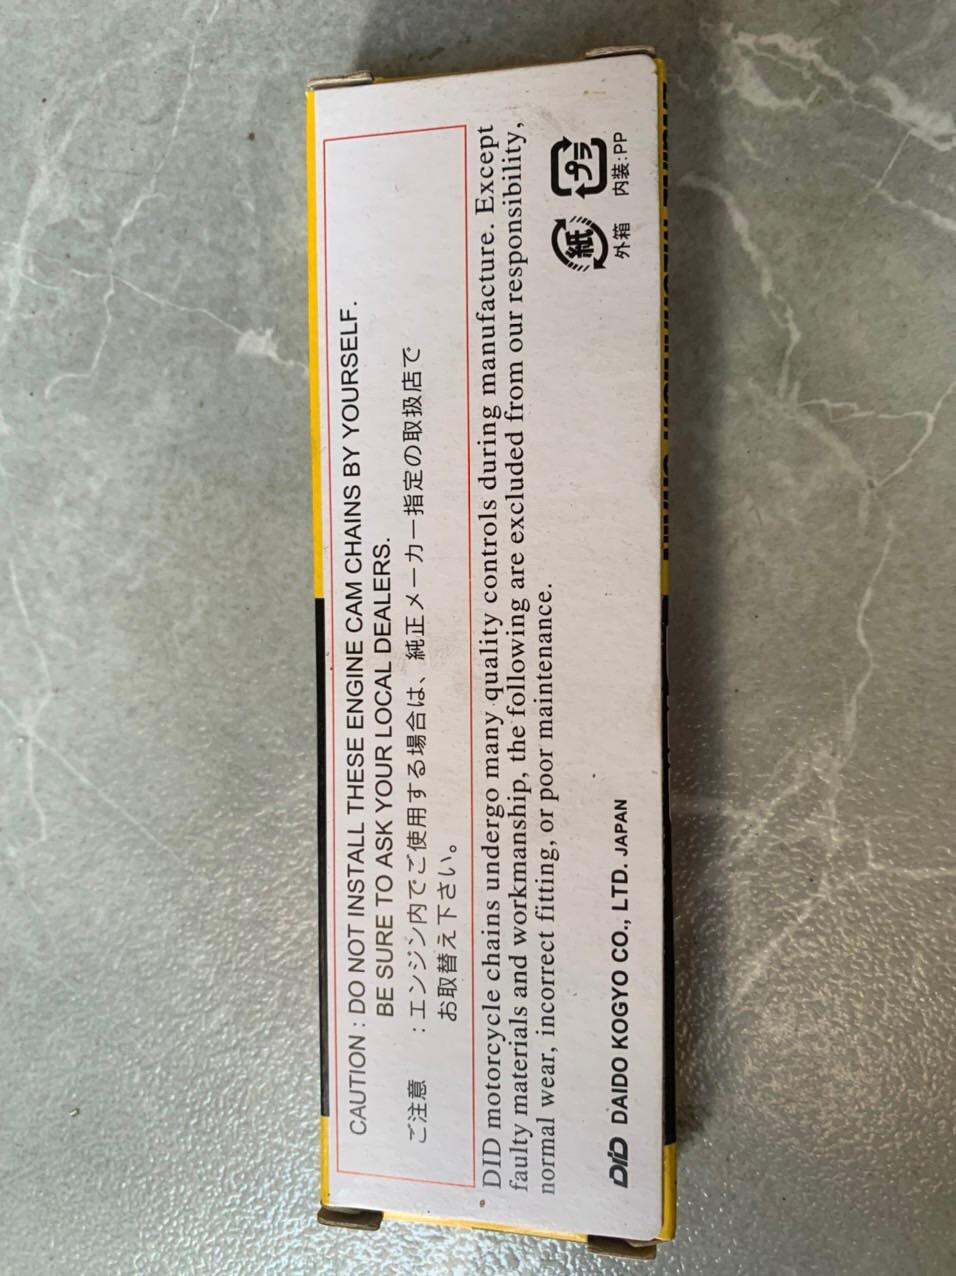 CAUTION : DO NOT INSTALL THESE ENGINE CAM CHAINS BY YOURSELF.
BE SURE TO ASK YOUR LOCAL DEALERS.
ご注意 : エンジン内でご使用する場合は、純正メーカー指定の取扱店で
お取替え下さい。
DID motorcycle chains undergo many quality controls during manufacture. Except
faulty materials and workmanship, the following are excluded from our responsibility,
normal wear, incorrect fitting, or poor maintenance.
DID DAIDO KOGYO CO., LTD. JAPAN
紙 プラ
外箱 内装:PP